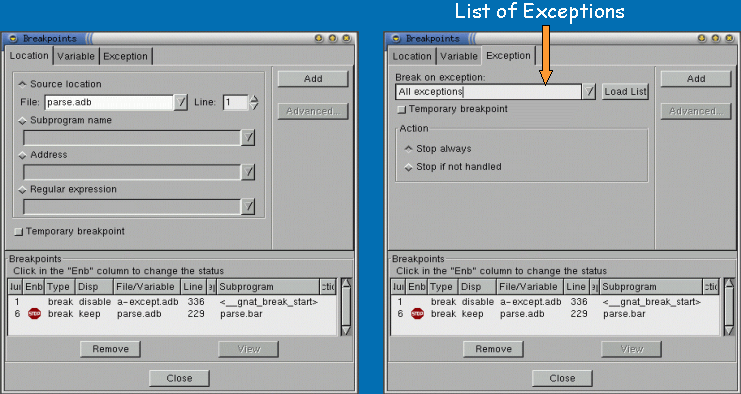 List of Exceptions
Breakpoints
Location Variable Exception
Source location
File: parse.adb Line: 1
Subprogram name
Address
Regular expression
Temporary breakpoint
Add
Advanced...
Breakpoints
Click in the "Enb" column to change the status
Enb Type Disp File/Variable Line Subprogram
1 break disable a-except.adb 336 <__gnat_break_start>
6 STOP break keep parse.adb 229 parse.bar
Remove View
Close
Breakpoints
Location Variable Exception
Break on exception:
All exceptions Load List
Temporary breakpoint
Action
Stop always
Stop if not handled
Add
Advanced...
Breakpoints
Click in the "Enb" column to change the status
Enb Type Disp File/Variable Line Subprogram
1 break disable a-except.adb 336 <__gnat_break_start>
6 STOP break keep parse.adb 229 parse.bar
Remove View
Close